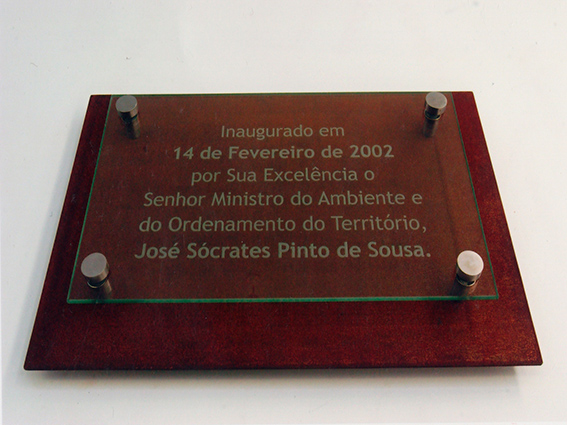 Inaugurado em
14 de Fevereiro de 2002
por Sua Excelência o
Senhor Ministro do Ambiente e
do Ordenamento do Território,
José Sócrates Pinto de Sousa.